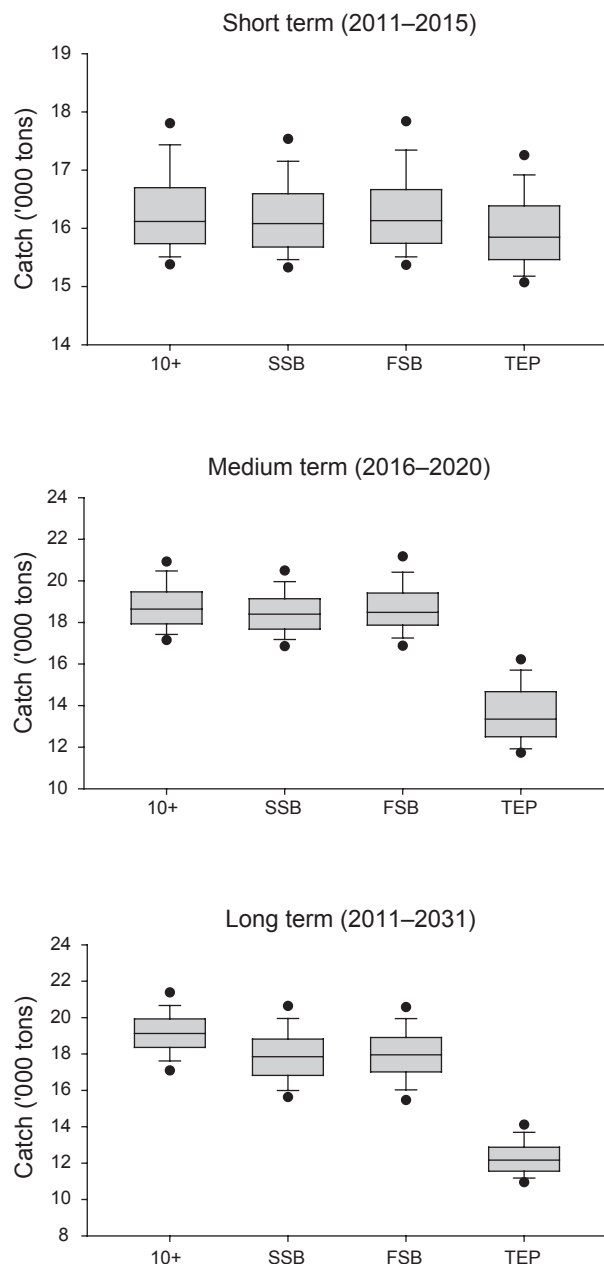 Short term (2011–2015)
19
18
17
16
15
14
Catch ('000 tons)
10+ SSB FSB TEP
Medium term (2016–2020)
24
22
20
18
16
14
12
10
Catch ('000 tons)
10+ SSB FSB TEP
Long term (2011–2031)
24
22
20
18
16
14
12
10
8
Catch ('000 tons)
10+ SSB FSB TEP